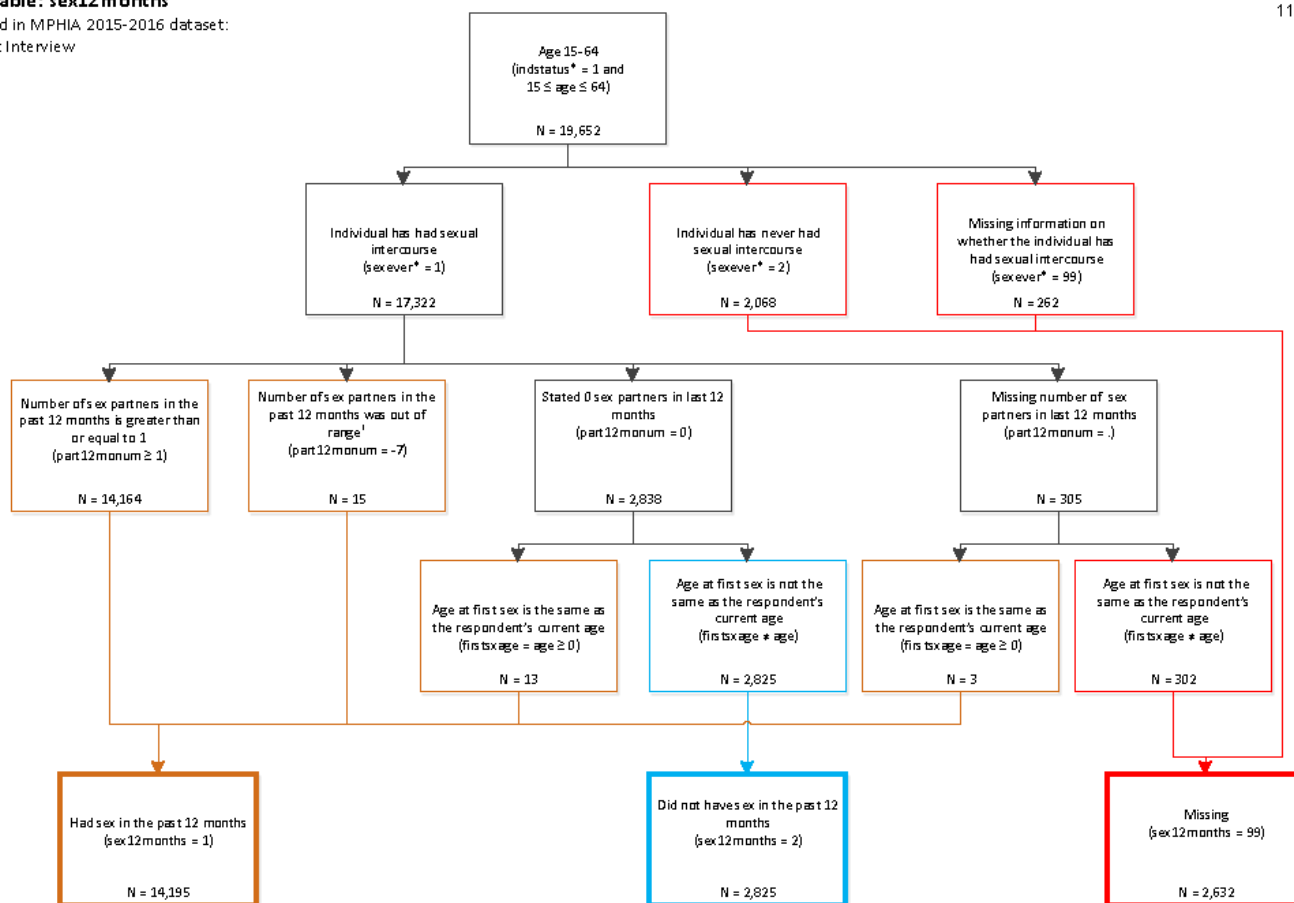 able: sex12months
d in MPHIA 2015-2016 dataset:
: Interview
11
Age 15-64
(indstatus* = 1 and
15 ≤ age ≤ 64)
N = 19,652
Individual has had sexual
intercourse
(sexever* = 1)
N = 17,322
Individual has never had
sexual intercourse
(sexever* = 2)
N = 2,068
Missing information on
whether the individual has
had sexual intercourse
(sexever* = 99)
N = 262
Number of sex partners in the
past 12 months is greater than
or equal to 1
(part12monum ≥ 1)
N = 14,164
Number of sex partners in the
past 12 months was out of
range¹
(part12monum = -7)
N = 15
Stated 0 sex partners in last 12
months
(part12monum = 0)
N = 2,838
Missing number of sex
partners in last 12 months
(part12monum = .)
N = 305
Age at first sex is the same as
the respondent's current age
(firstsxage = age ≥ 0)
N = 13
Age at first sex is not the
same as the respondent's
current age
(firstsxage ≠ age)
N = 2,825
Age at first sex is the same as
the respondent's current age
(firstsxage = age ≥ 0)
N = 3
Age at first sex is not the
same as the respondent's
current age
(firstsxage ≠ age)
N = 302
Had sex in the past 12 months
(sex12months = 1)
N = 14,195
Did not have sex in the past 12
months
(sex12months = 2)
N = 2,825
Missing
(sex12months = 99)
N = 2,632